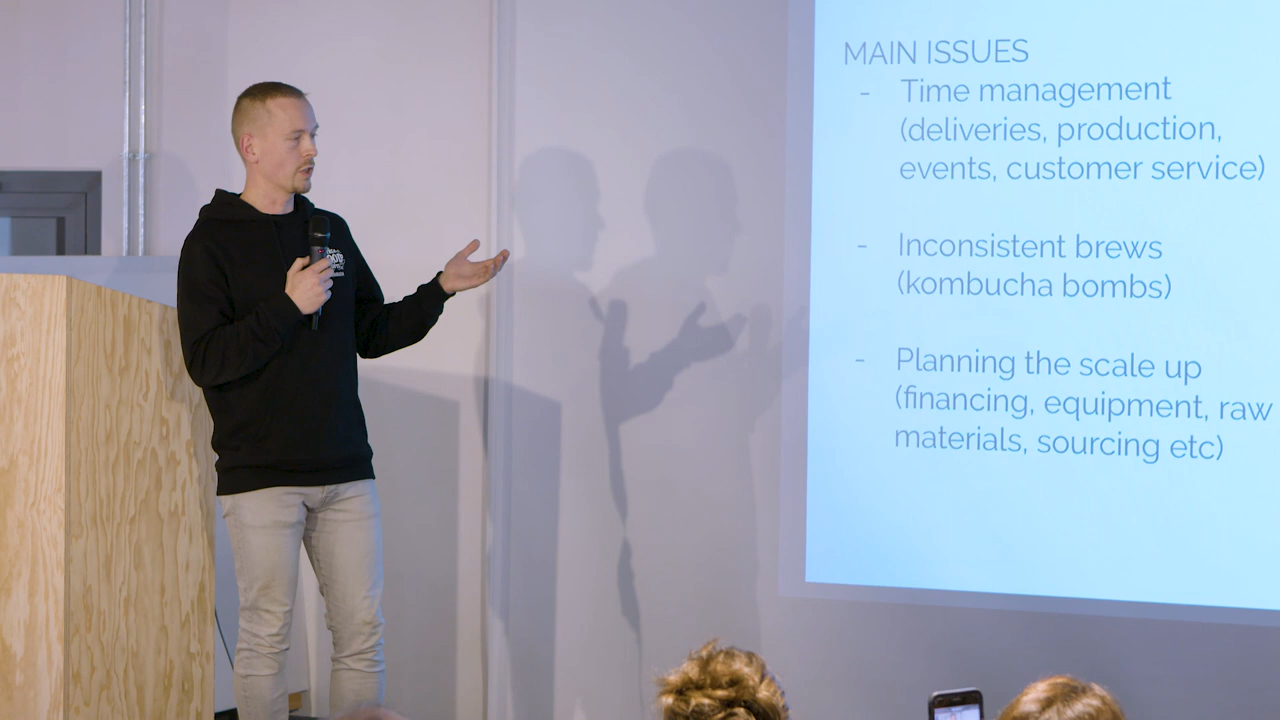 MAIN ISSUES
- Time management
(deliveries, production,
events, customer service)
- Inconsistent brews
(kombucha bombs)
- Planning the scale up
(financing, equipment, raw
materials, sourcing etc)